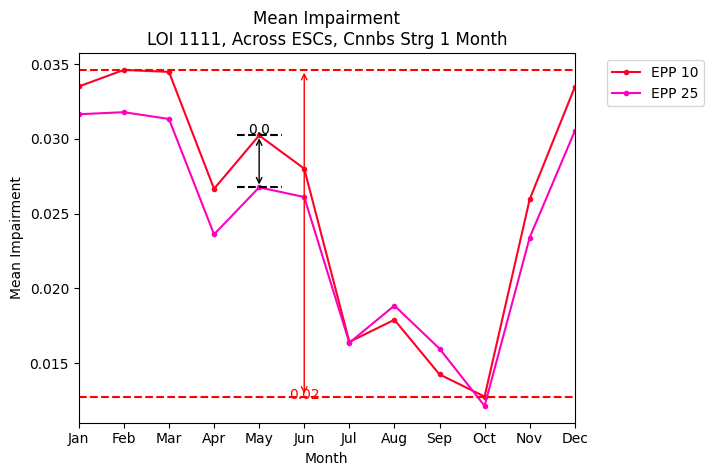 Mean Impairment
LOI 1111, Across ESCs, Cnnbs Strg 1 Month
EPP 10
EPP 25
0.035
0.030
0.025
0.020
0.015
Mean Impairment
0.0
0.02
Jan Feb Mar Apr May Jun Jul Aug Sep Oct Nov Dec
Month